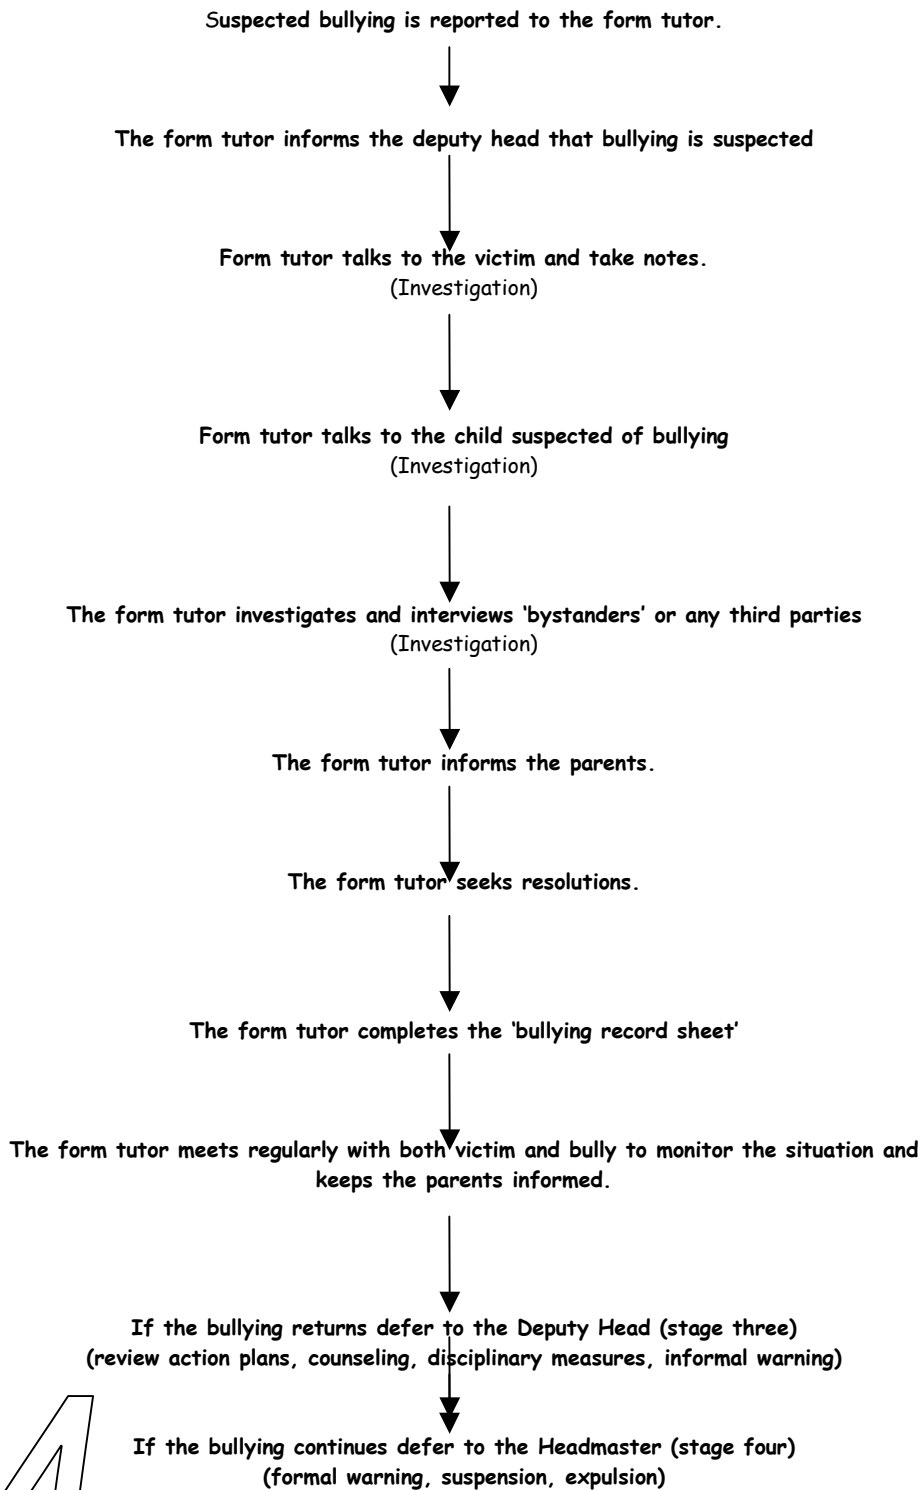 Suspected bullying is reported to the form tutor.
The form tutor informs the deputy head that bullying is suspected
Form tutor talks to the victim and take notes.
(Investigation)
Form tutor talks to the child suspected of bullying
(Investigation)
The form tutor investigates and interviews ‘bystanders’ or any third parties
(Investigation)
The form tutor informs the parents.
The form tutor seeks resolutions.
The form tutor completes the ‘bullying record sheet’
The form tutor meets regularly with both victim and bully to monitor the situation and
keeps the parents informed.
If the bullying returns defer to the Deputy Head (stage three)
(review action plans, counseling, disciplinary measures, informal warning)
If the bullying continues defer to the Headmaster (stage four)
(formal warning, suspension, expulsion)